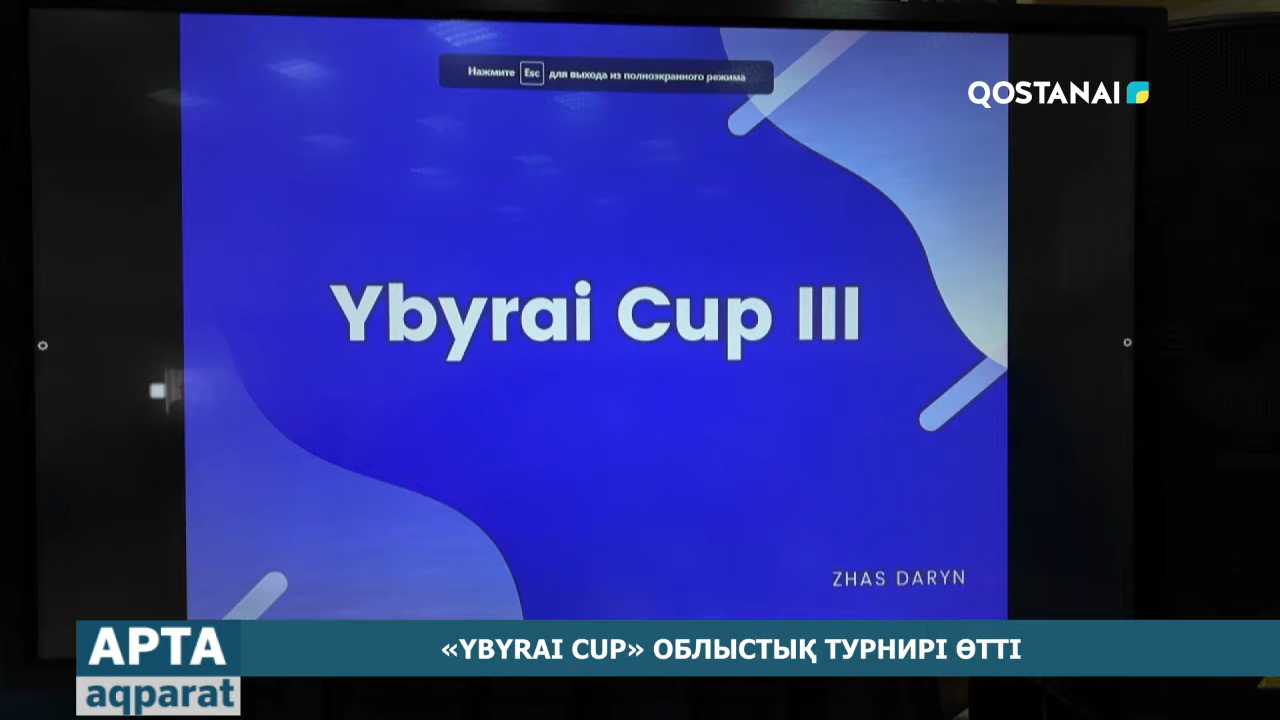 Нажмите Esc для выхода из полноэкранного режима
QOSTANAI
Ybyrai Cup III
ZHAS DARYN
«YBYRAI CUP» ОБЛЫСТЫҚ ТУРНИРІ ӨТТІ
АРТА
aqparat